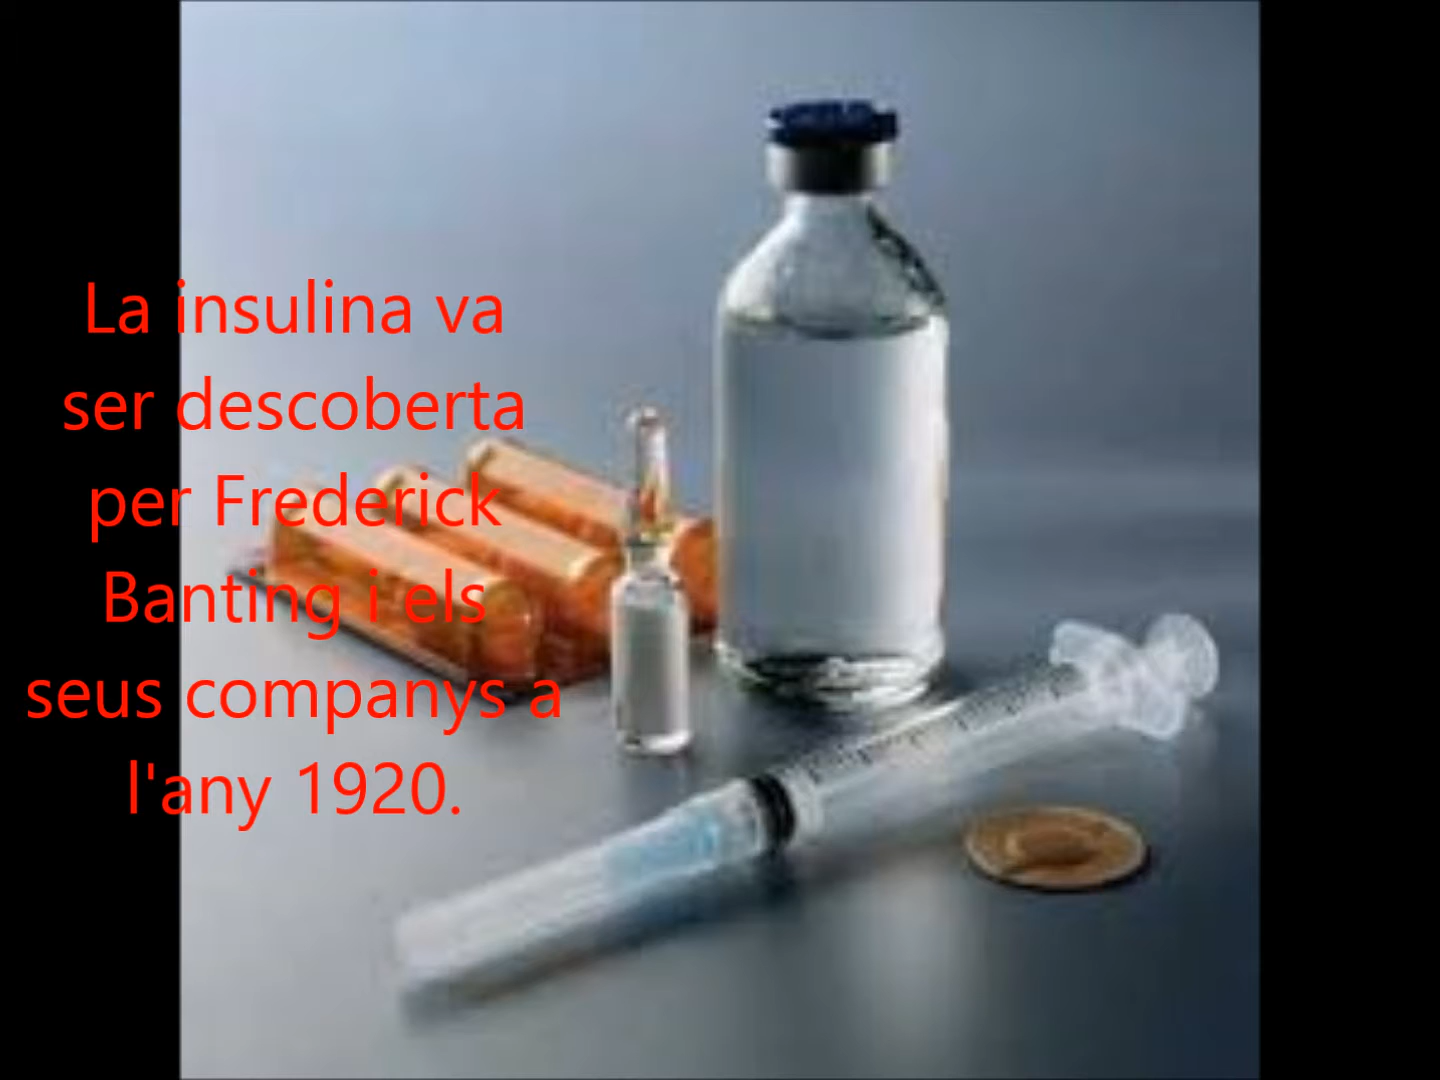 La insulina va
ser descoberta
per Frederick
Banting i els
seus companys a
l'any 1920.